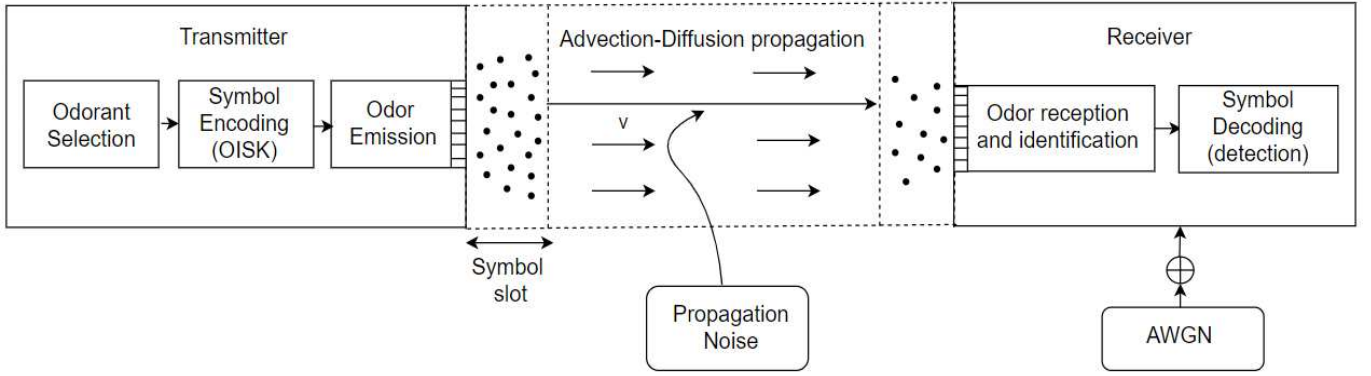 Transmitter
Advection-Diffusion propagation
Receiver
Odorant
Selection
Symbol
Encoding
(OISK)
Odor
Emission
v
Odor reception
and identification
Symbol
Decoding
(detection)
Symbol
slot
Propagation
Noise
AWGN